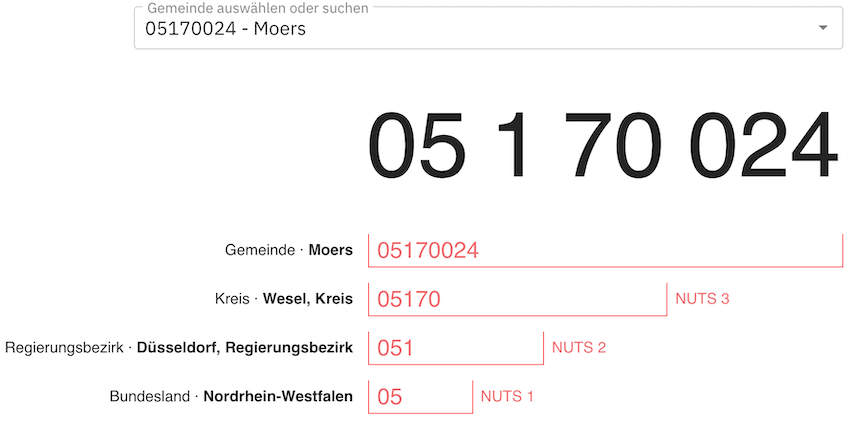 Gemeinde auswählen oder suchen
05170024 - Moers
05 1 70 024
Gemeinde · Moers 05170024
Kreis · Wesel, Kreis 05170 NUTS 3
Regierungsbezirk · Düsseldorf, Regierungsbezirk 051 NUTS 2
Bundesland · Nordrhein-Westfalen 05 NUTS 1